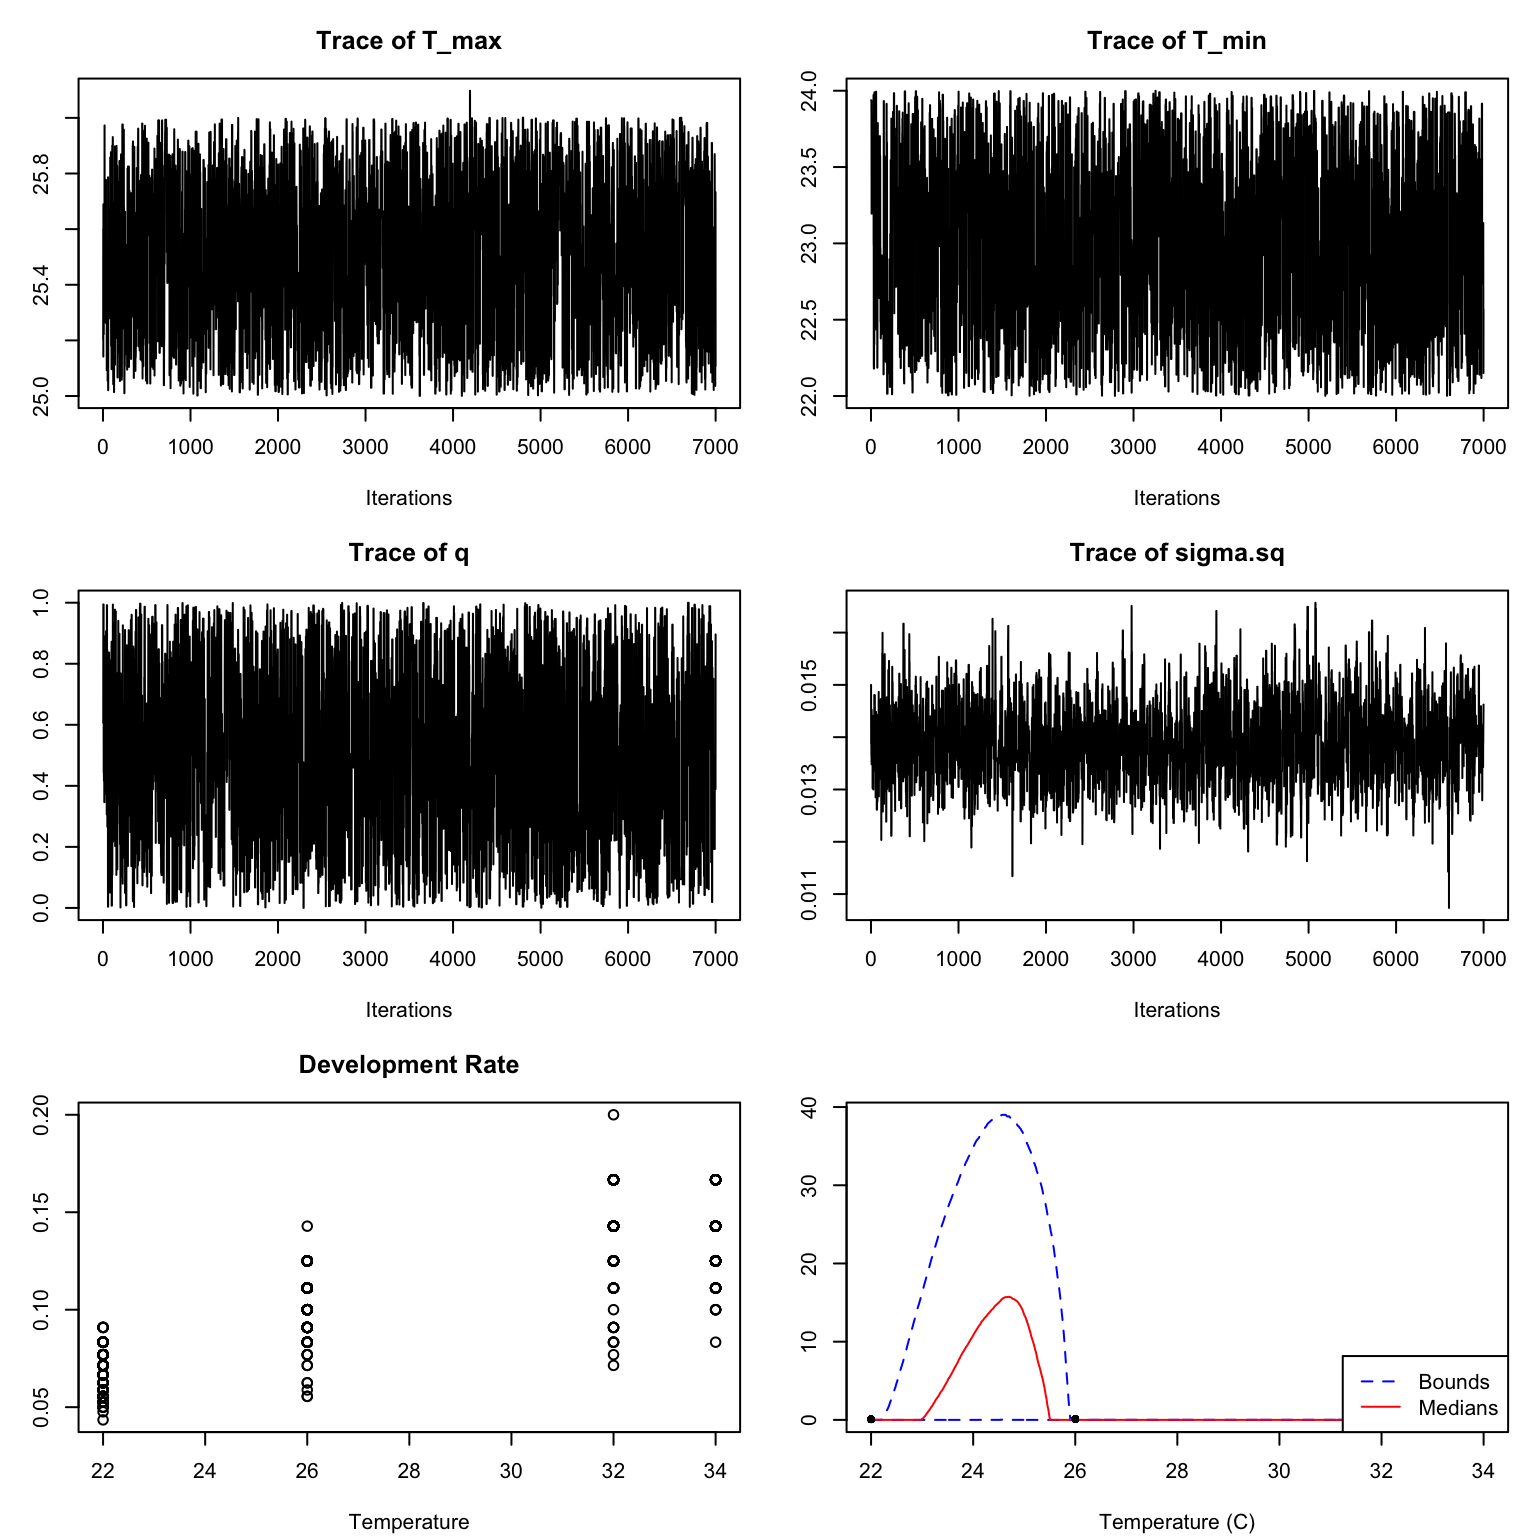 Trace of T_max
25.0 25.4 25.8
0 1000 2000 3000 4000 5000 6000 7000
Iterations
Trace of T_min
22.0 22.5 23.0 23.5 24.0
0 1000 2000 3000 4000 5000 6000 7000
Iterations
Trace of q
0.0 0.2 0.4 0.6 0.8 1.0
0 1000 2000 3000 4000 5000 6000 7000
Iterations
Trace of sigma.sq
0.011 0.013 0.015
0 1000 2000 3000 4000 5000 6000 7000
Iterations
Development Rate
0.05 0.10 0.15 0.20
22 24 26 28 30 32 34
Temperature
0 10 20 30 40
Bounds
Medians
22 24 26 28 30 32 34
Temperature (C)